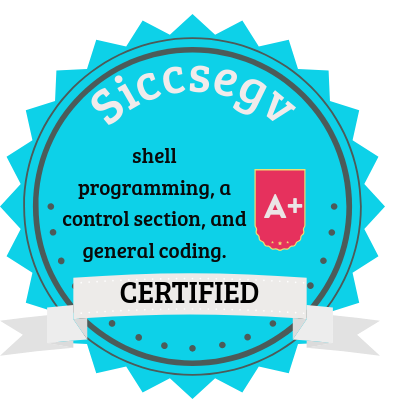 Siccsegv
shell
programming, a
control section, and
general coding.
A+
CERTIFIED